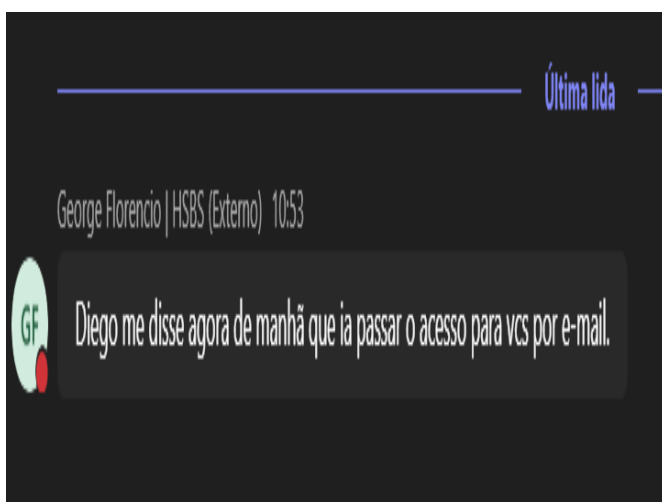 Última lida
George Florencio | HSBS (Externo) 10:53
GF
Diego me disse agora de manhã que ia passar o acesso para vcs por e-mail.